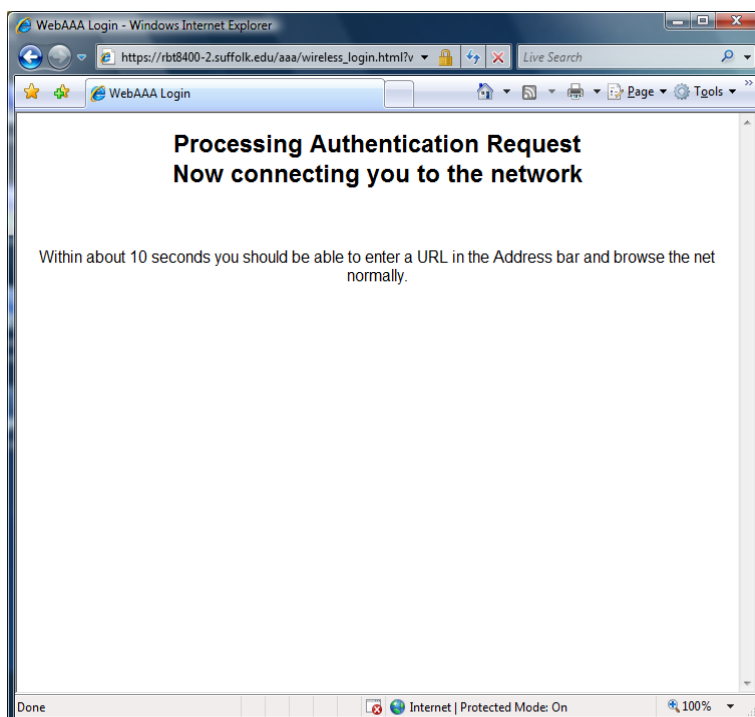 WebAAA Login - Windows Internet Explorer
https://rbt8400-2.suffolk.edu/aaa/wireless_login.html?v
Live Search
WebAAA Login
Page
Tools
Processing Authentication Request
Now connecting you to the network
Within about 10 seconds you should be able to enter a URL in the Address bar and browse the net
normally.
Done
Internet | Protected Mode: On
100%